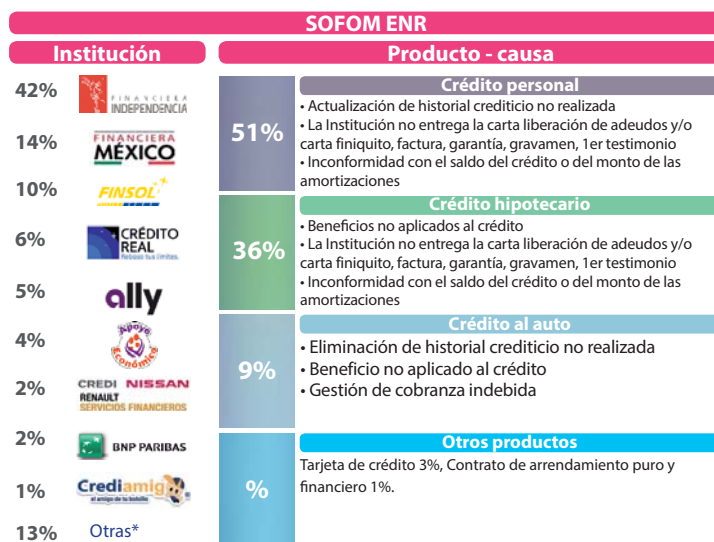 SOFOM ENR
Institución
Producto - causa
42%
FINANCIERA
INDEPENDENCIA
14%
FINANCIERA
MÉXICO
10%
FINSOL
6%
CRÉDITO
REAL
Rebasa tus límites.
5%
ally
4%
Apoyo
Económico
2%
CREDI NISSAN
RENAULT
SERVICIOS FINANCIEROS
2%
BNP PARIBAS
1%
Crediamigo
el amigo de tu bolsillo
13%
Otras*
51%
Crédito personal
• Actualización de historial crediticio no realizada
• La Institución no entrega la carta liberación de adeudos y/o
carta finiquito, factura, garantía, gravamen, 1er testimonio
• Inconformidad con el saldo del crédito o del monto de las
amortizaciones
36%
Crédito hipotecario
• Beneficios no aplicados al crédito
• La Institución no entrega la carta liberación de adeudos y/o
carta finiquito, factura, garantía, gravamen, 1er testimonio
• Inconformidad con el saldo del crédito o del monto de las
amortizaciones
9%
Crédito al auto
• Eliminación de historial crediticio no realizada
• Beneficio no aplicado al crédito
• Gestión de cobranza indebida
%
Otros productos
Tarjeta de crédito 3%, Contrato de arrendamiento puro y
financiero 1%.